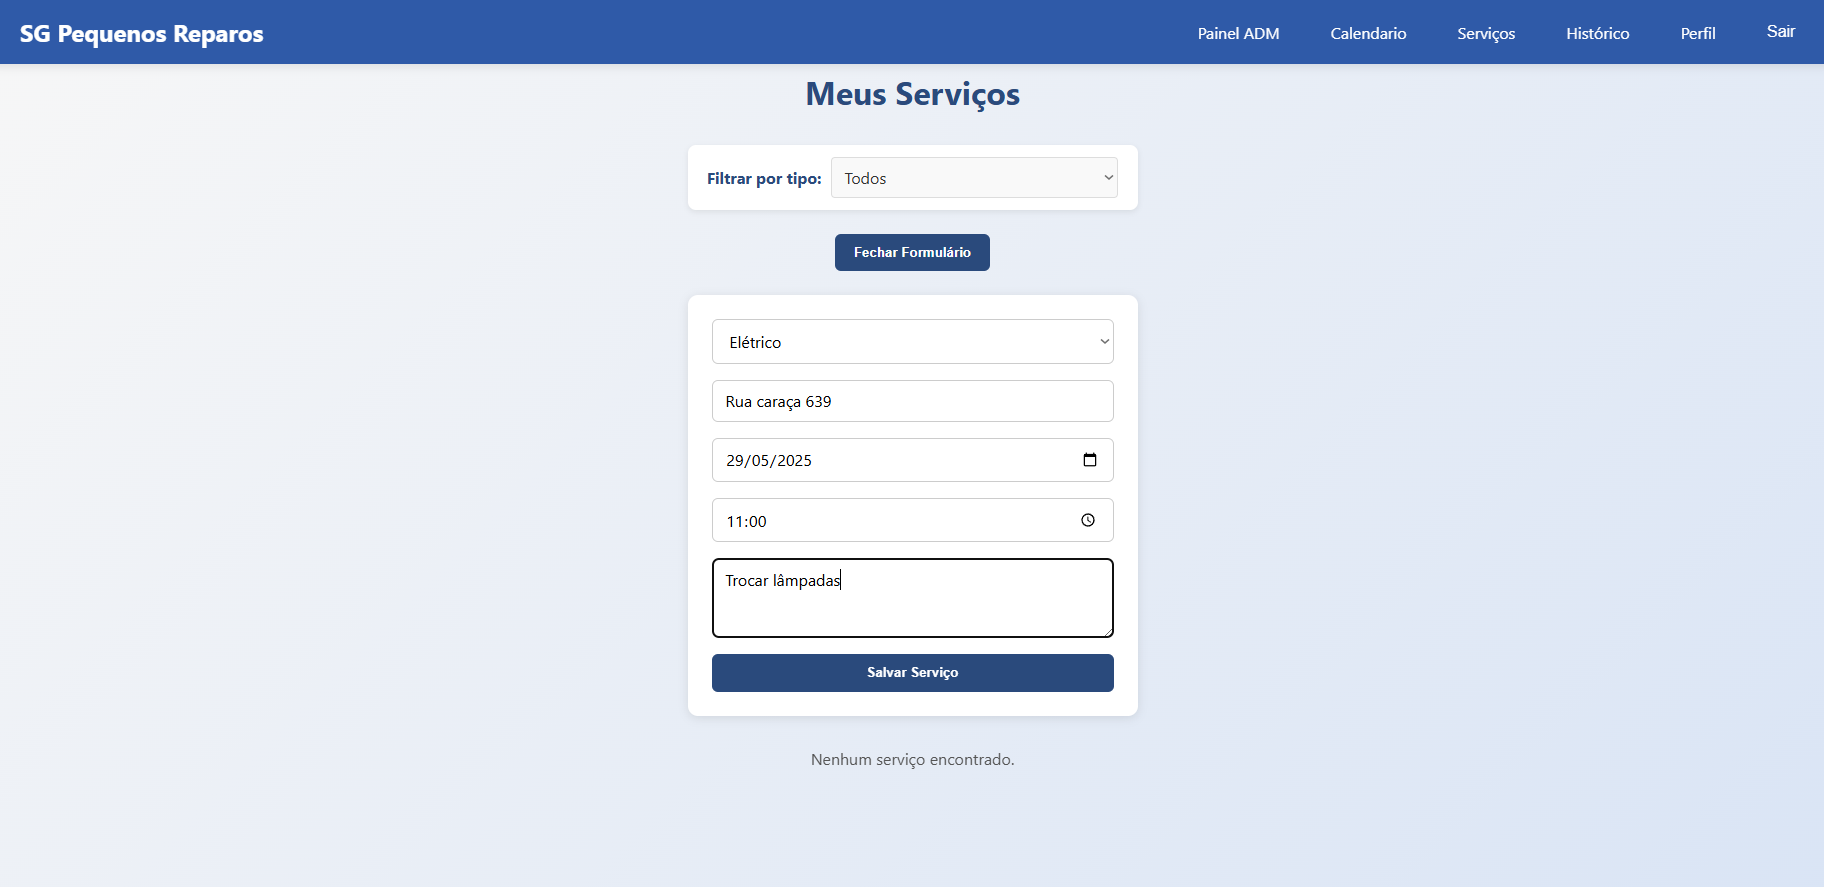 SG Pequenos Reparos
Painel ADM Calendario Serviços Histórico Perfil Sair
Meus Serviços
Filtrar por tipo: Todos
Fechar Formulário
Elétrico
Rua caraça 639
29/05/2025
11:00
Trocar lâmpadas
Salvar Serviço
Nenhum serviço encontrado.